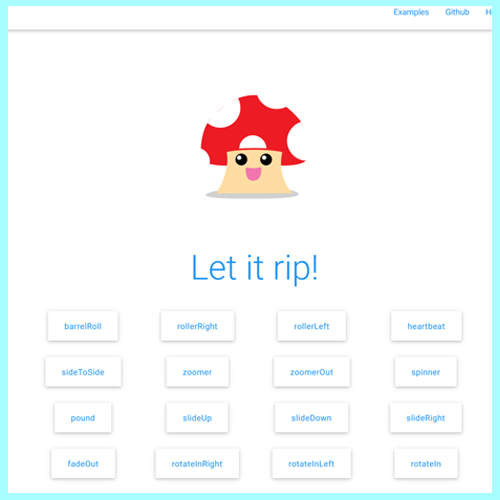 Examples Github
Let it rip!
barrelRoll rollerRight rollerLeft heartbeat
sideToSide zoomer zoomerOut spinner
pound slideUp slideDown slideRight
fadeOut rotateInRight rotateInLeft rotateIn